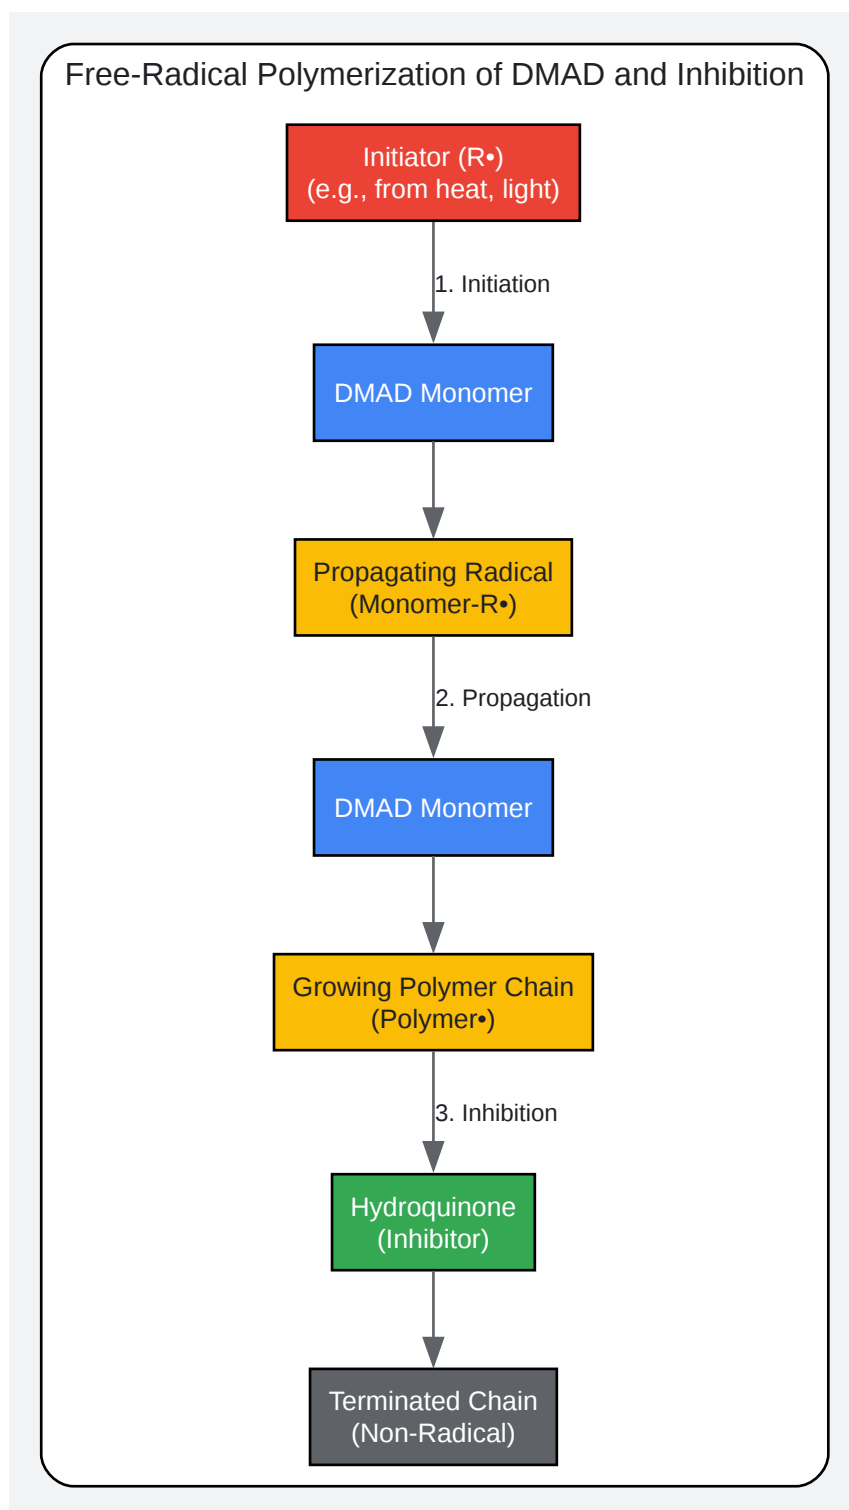 Free-Radical Polymerization of DMAD and Inhibition
Initiator (R•)
(e.g., from heat, light)
1. Initiation
DMAD Monomer
Propagating Radical
(Monomer-R•)
2. Propagation
DMAD Monomer
Growing Polymer Chain
(Polymer•)
3. Inhibition
Hydroquinone
(Inhibitor)
Terminated Chain
(Non-Radical)